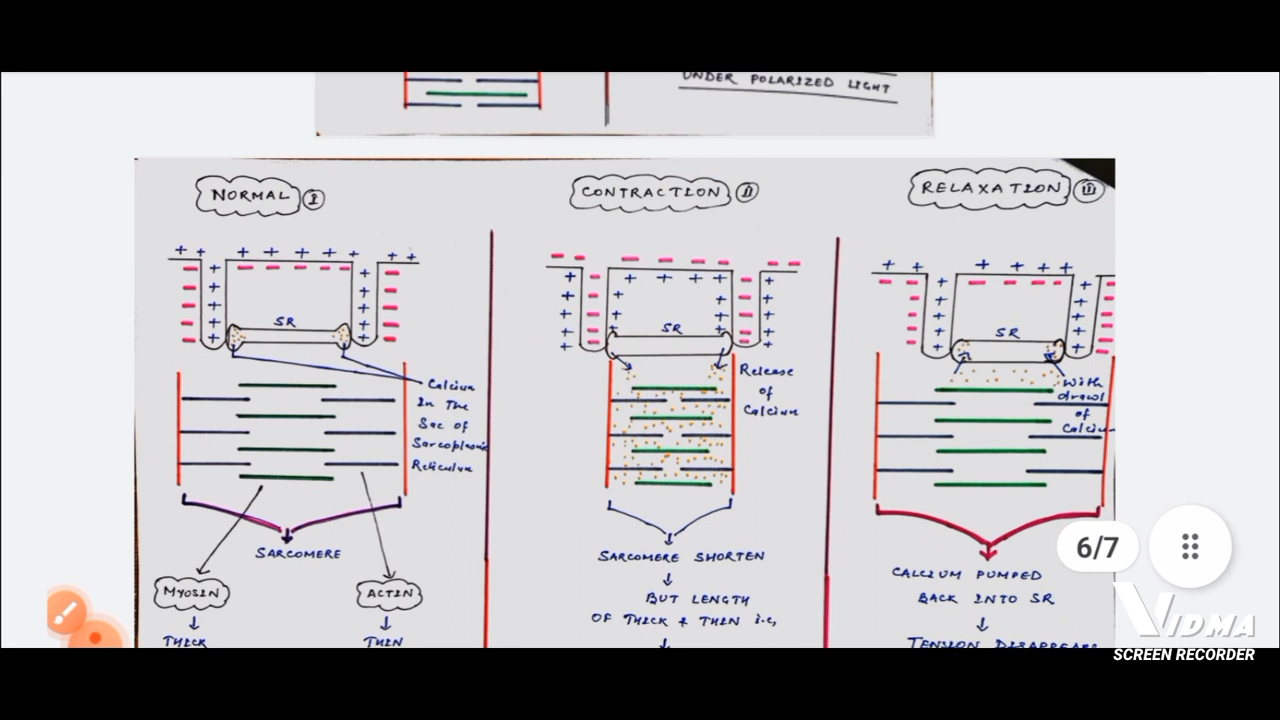 UNDER POLARIZED LIGHT
NORMAL I
CONTRACTION II
RELAXATION III
SR
SR
SR
Calcium
In The
Sac of
Sarcoplasmic
Reticulum
Release
of
Calcium
With
drawl
of
Calcium
SARCOMERE
MYOSIN
ACTIN
THICK
THIN
SARCOMERE SHORTEN
BUT LENGTH
OF THICK & THIN i.e,
CALCIUM PUMPED
BACK INTO SR
TENSION DISAPPEARS
6/7
VIDMA
SCREEN RECORDER